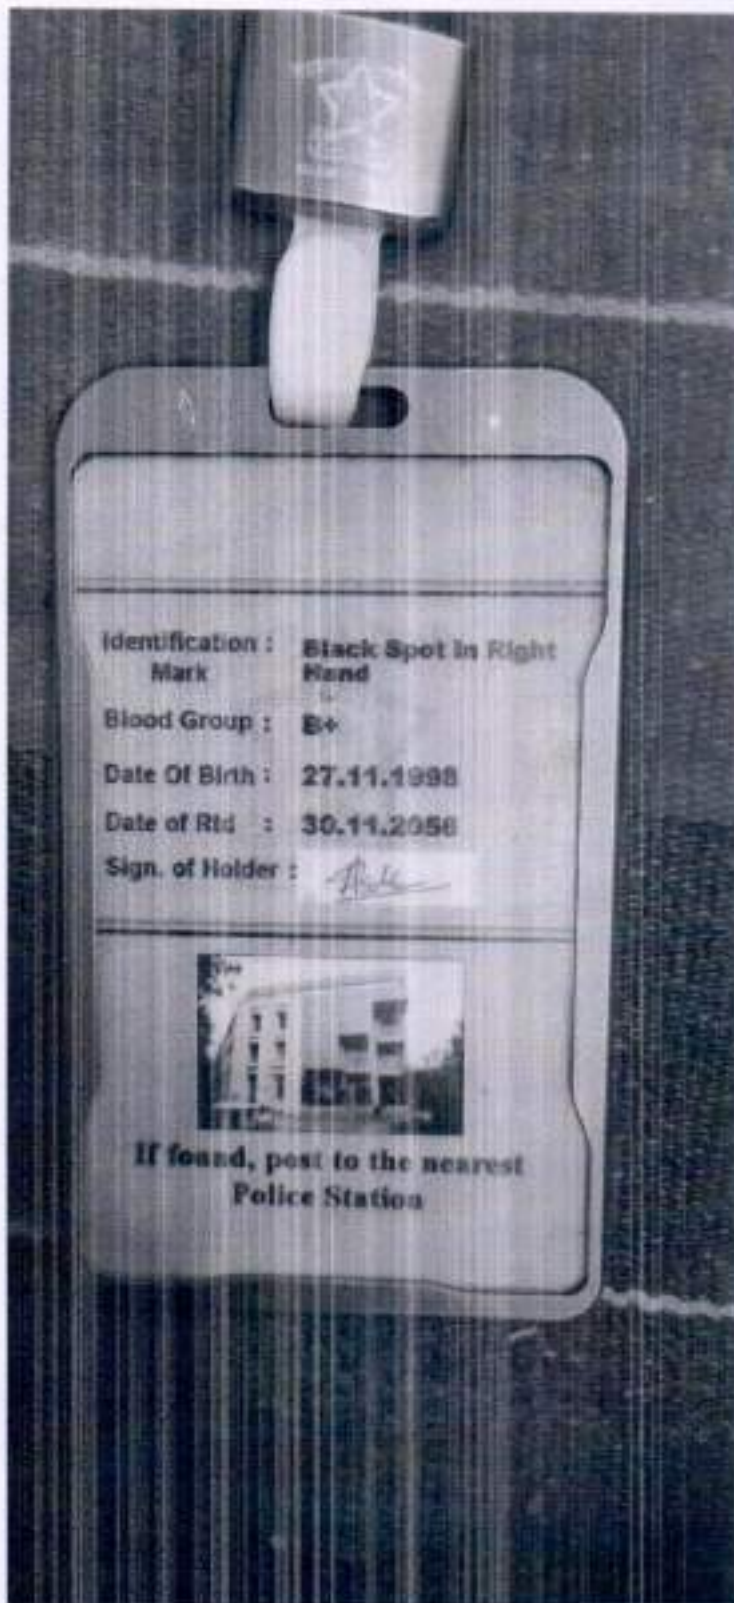 Identification : Black Spot in Right
Mark Hand
Blood Group : B+
Date Of Birth : 27.11.1998
Date of Rtd : 30.11.2056
Sign. of Holder :
If found, post to the nearest
Police Station